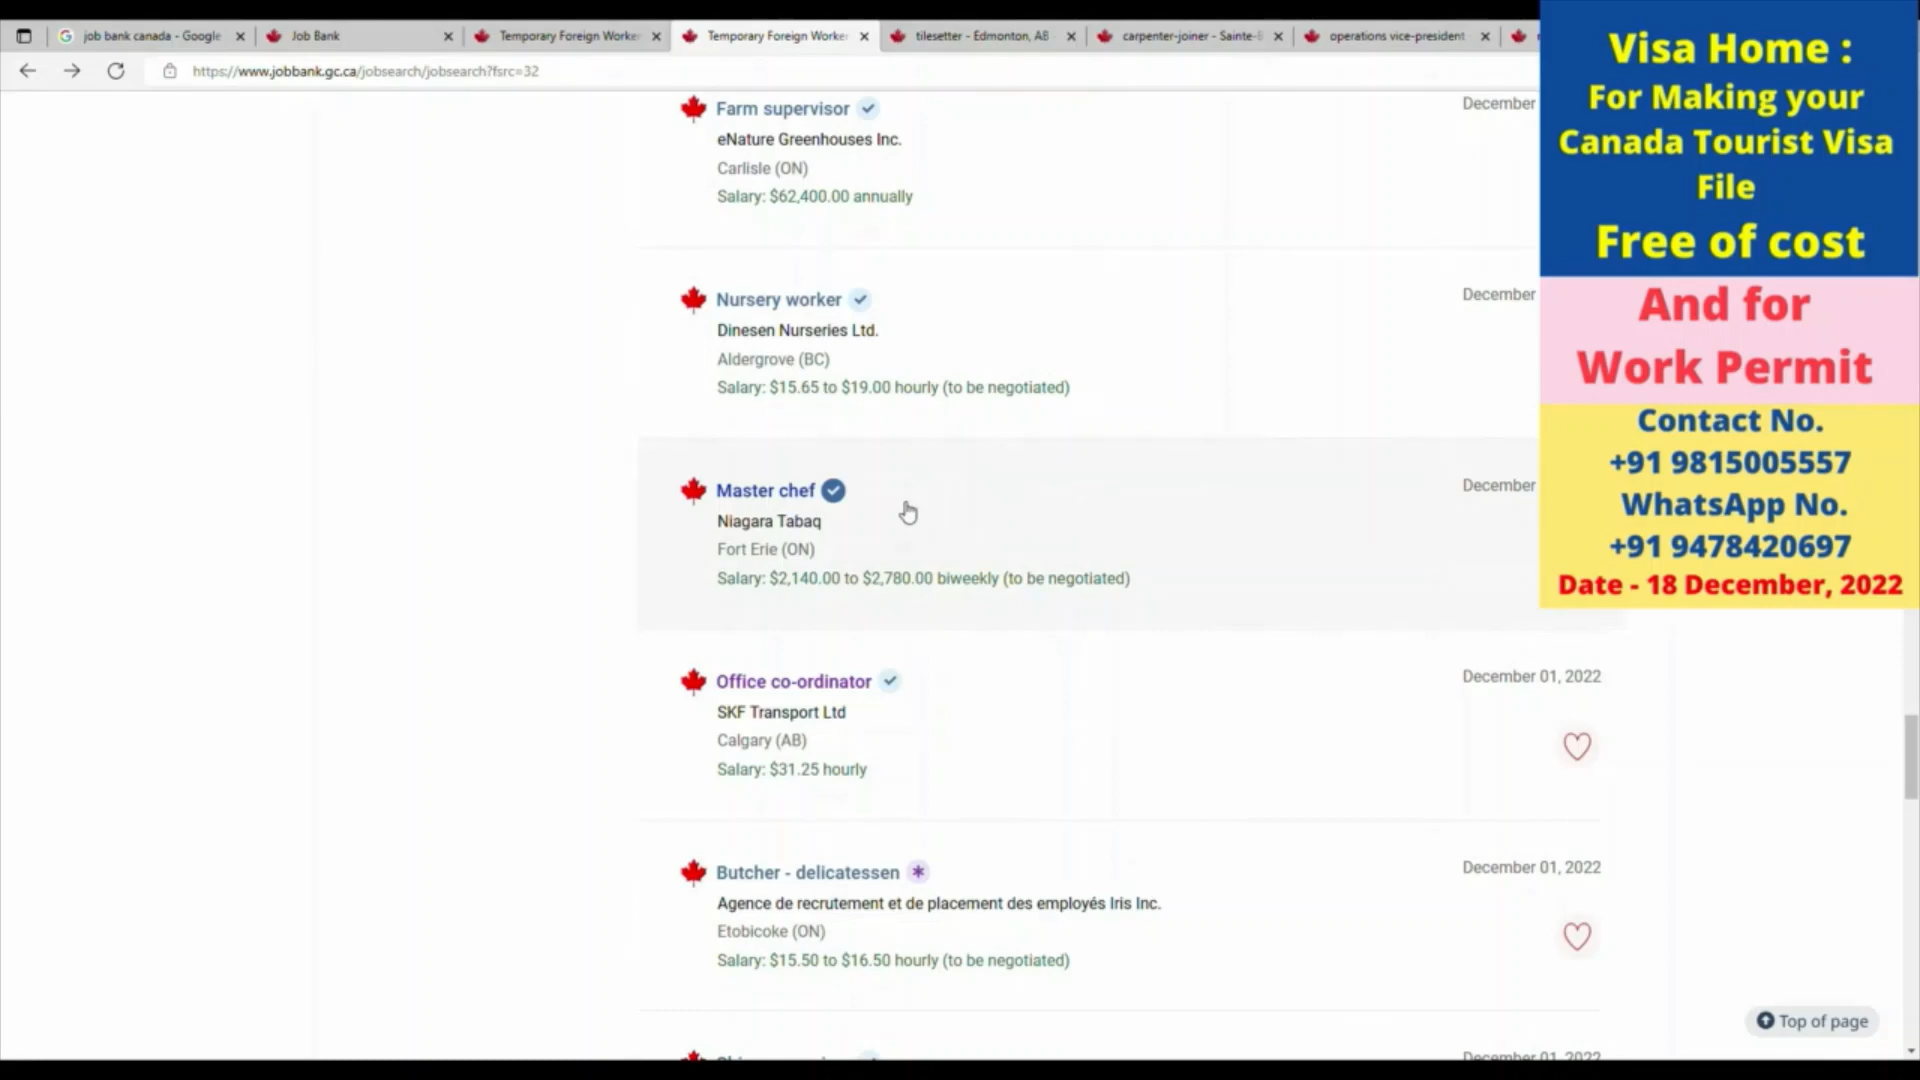 job bank canada - Google
Job Bank
Temporary Foreign Worker
Temporary Foreign Worker
tilesetter - Edmonton, AB
carpenter-joiner - Sainte-
operations vice-president
https://www.jobbank.gc.ca/jobsearch/jobsearch?fsrc=32
Farm supervisor
December
eNature Greenhouses Inc.
Carlisle (ON)
Salary: $62,400.00 annually
Nursery worker
December
Dinesen Nurseries Ltd.
Aldergrove (BC)
Salary: $15.65 to $19.00 hourly (to be negotiated)
Master chef
December
Niagara Tabaq
Fort Erie (ON)
Salary: $2,140.00 to $2,780.00 biweekly (to be negotiated)
Office co-ordinator
December 01, 2022
SKF Transport Ltd
Calgary (AB)
Salary: $31.25 hourly
Butcher - delicatessen
December 01, 2022
Agence de recrutement et de placement des employés Iris Inc.
Etobicoke (ON)
Salary: $15.50 to $16.50 hourly (to be negotiated)
December 01, 2022
Top of page
Visa Home :
For Making your
Canada Tourist Visa
File
Free of cost
And for
Work Permit
Contact No.
+91 9815005557
WhatsApp No.
+91 9478420697
Date - 18 December, 2022